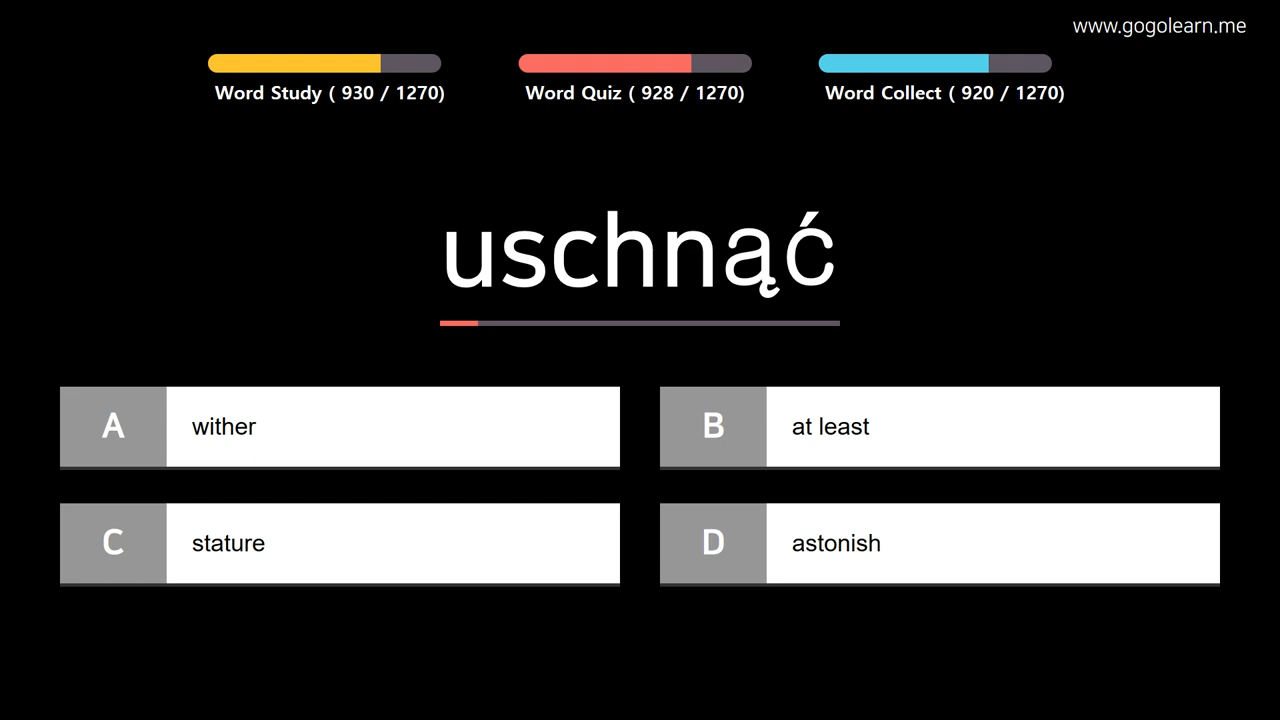 www.gogolearn.me
Word Study ( 930 / 1270)
Word Quiz ( 928 / 1270)
Word Collect ( 920 / 1270)
uschnąć
A wither
B at least
C stature
D astonish